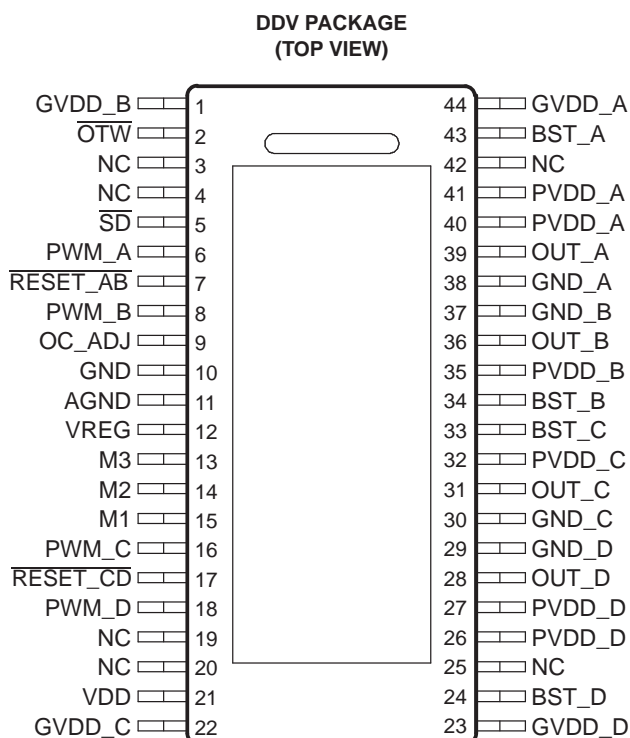 DDV PACKAGE
(TOP VIEW)
GVDD_B 1 44 GVDD_A
OTW 2 43 BST_A
NC 3 42 NC
NC 4 41 PVDD_A
SD 5 40 PVDD_A
PWM_A 6 39 OUT_A
RESET_AB 7 38 GND_A
PWM_B 8 37 GND_B
OC_ADJ 9 36 OUT_B
GND 10 35 PVDD_B
AGND 11 34 BST_B
VREG 12 33 BST_C
M3 13 32 PVDD_C
M2 14 31 OUT_C
M1 15 30 GND_C
PWM_C 16 29 GND_D
RESET_CD 17 28 OUT_D
PWM_D 18 27 PVDD_D
NC 19 26 PVDD_D
NC 20 25 NC
VDD 21 24 BST_D
GVDD_C 22 23 GVDD_D